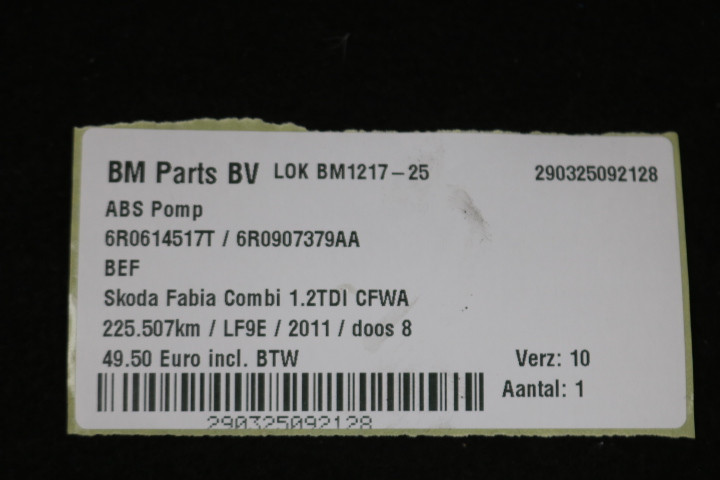 BM Parts BV LOK BM1217-25 290325092128
ABS Pomp
6R0614517T / 6R0907379AA
BEF
Skoda Fabia Combi 1.2TDI CFWA
225.507km / LF9E / 2011 / doos 8
49.50 Euro incl. BTW Verz: 10
Aantal: 1
290325092128